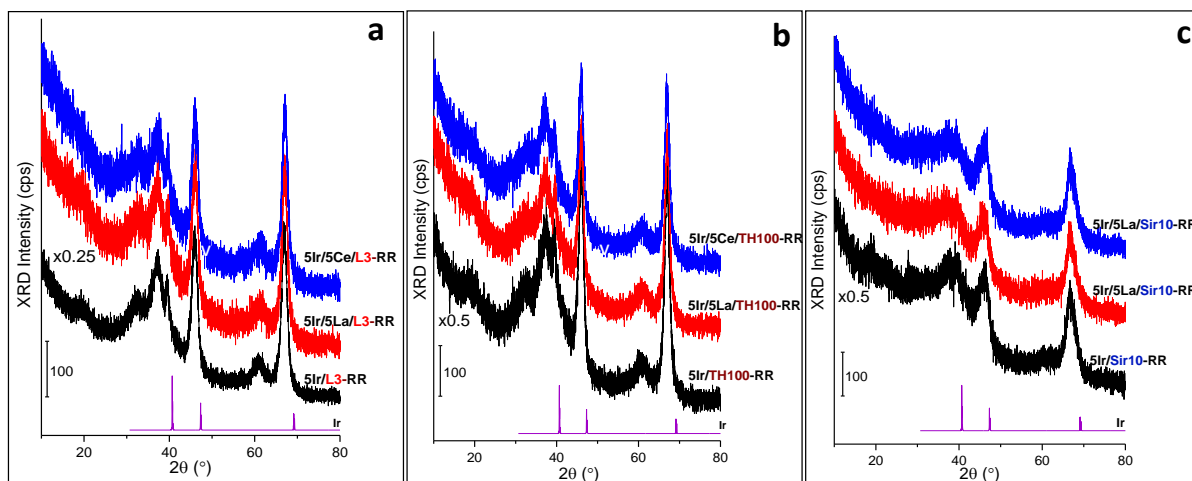 a
XRD Intensity (cps)
x0.25
5Ir/5Ce/L3-RR
5Ir/5La/L3-RR
5Ir/L3-RR
100
Ir
20 40 60 80
2θ (°)
b
XRD Intensity (cps)
x0.5
5Ir/5Ce/TH100-RR
5Ir/5La/TH100-RR
5Ir/TH100-RR
100
Ir
20 40 60 80
2θ (°)
c
XRD Intensity (cps)
x0.5
5Ir/5La/Sir10-RR
5Ir/5La/Sir10-RR
5Ir/Sir10-RR
100
Ir
20 40 60 80
2θ (°)